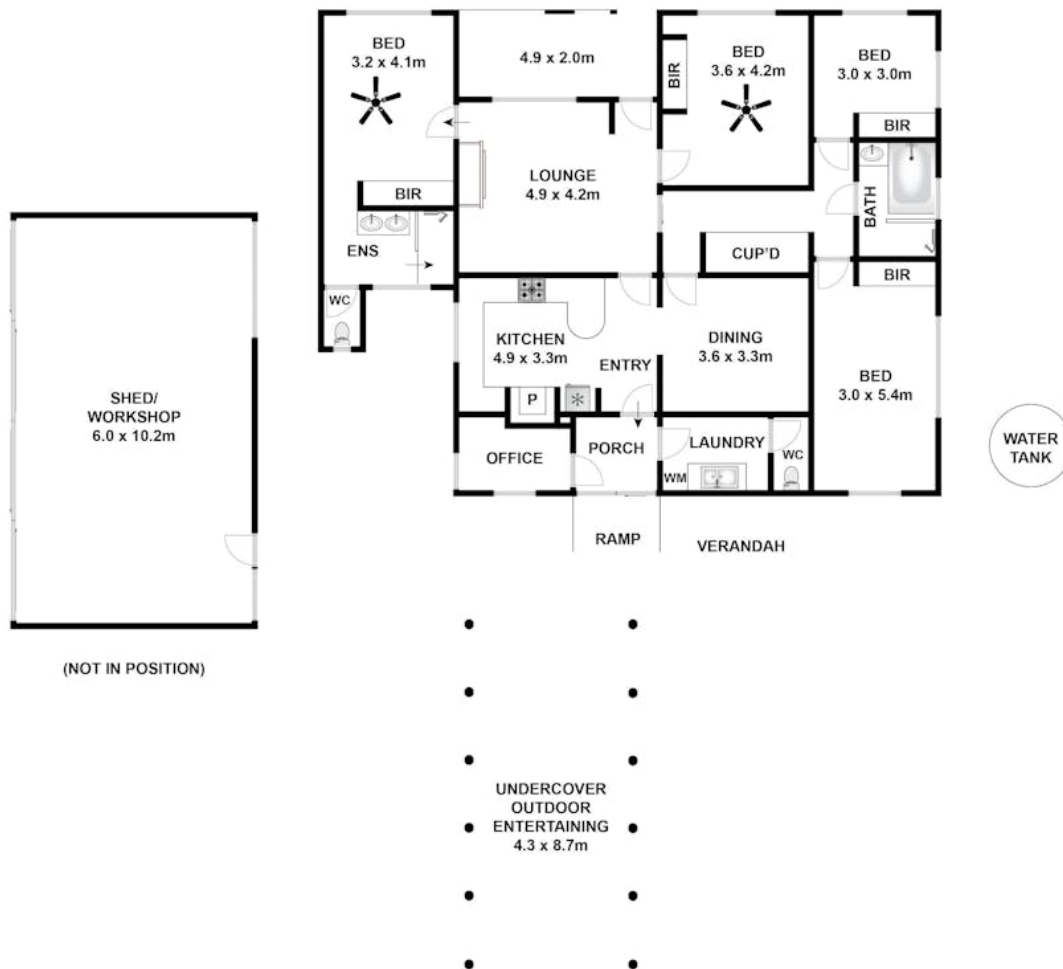 BED
3.2 x 4.1m
4.9 x 2.0m
BIR
BED
3.6 x 4.2m
BED
3.0 x 3.0m
BIR
LOUNGE
4.9 x 4.2m
BIR
BATH
ENS
CUP'D
BIR
WC
KITCHEN
4.9 x 3.3m
ENTRY
DINING
3.6 x 3.3m
BED
3.0 x 5.4m
P
SHED/
WORKSHOP
6.0 x 10.2m
OFFICE
PORCH
LAUNDRY
WC
WM
WATER
TANK
RAMP
VERANDAH
(NOT IN POSITION)
UNDERCOVER
OUTDOOR
ENTERTAINING
4.3 x 8.7m